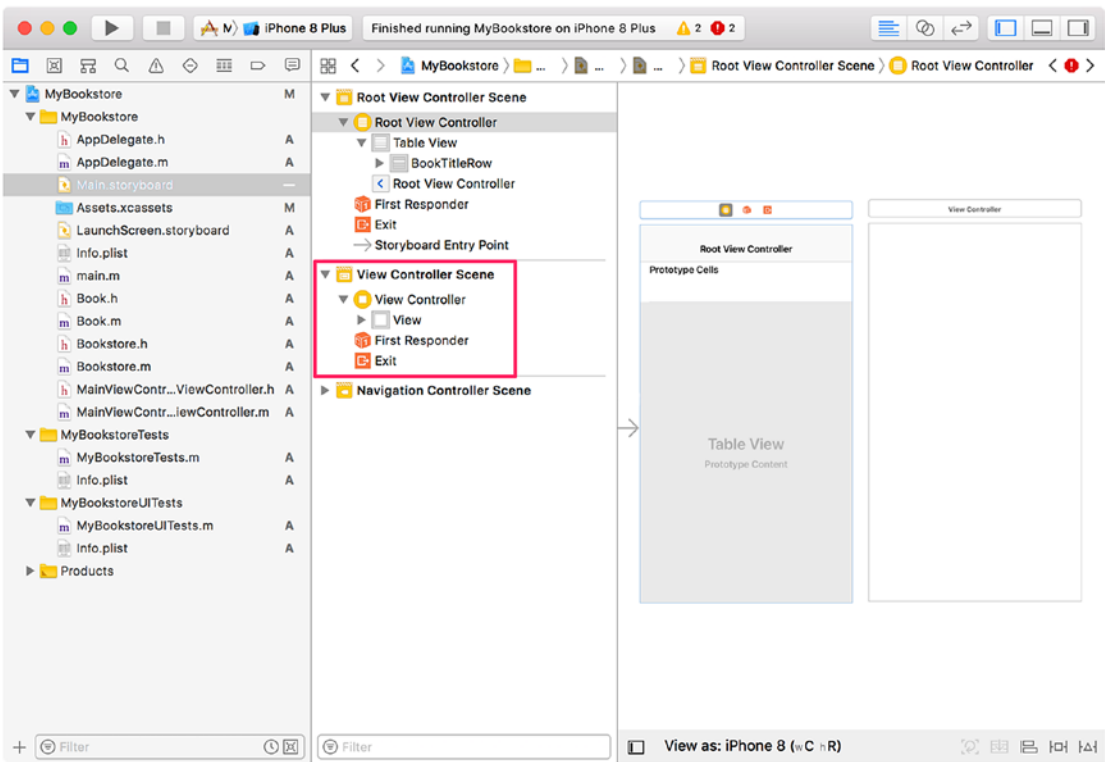 M〉 iPhone 8 Plus
Finished running MyBookstore on iPhone 8 Plus 2 2
MyBookstore 〉 ... 〉 ... 〉 ... 〉 Root View Controller Scene 〉 Root View Controller
MyBookstore M
MyBookstore
h AppDelegate.h A
m AppDelegate.m A
Main.storyboard —
Assets.xcassets M
LaunchScreen.storyboard A
Info.plist A
m main.m A
h Book.h A
m Book.m A
h Bookstore.h A
m Bookstore.m A
h MainViewContr...ViewController.h A
m MainViewContr...iewController.m A
MyBookstoreTests
m MyBookstoreTests.m A
Info.plist A
MyBookstoreUITests
m MyBookstoreUITests.m A
Info.plist A
Products
Filter
Root View Controller Scene
Root View Controller
Table View
BookTitleRow
Root View Controller
First Responder
Exit
Storyboard Entry Point
View Controller Scene
View Controller
View
First Responder
Exit
Navigation Controller Scene
Filter
Root View Controller
Prototype Cells
Table View
Prototype Content
View Controller
View as: iPhone 8 (wC hR)